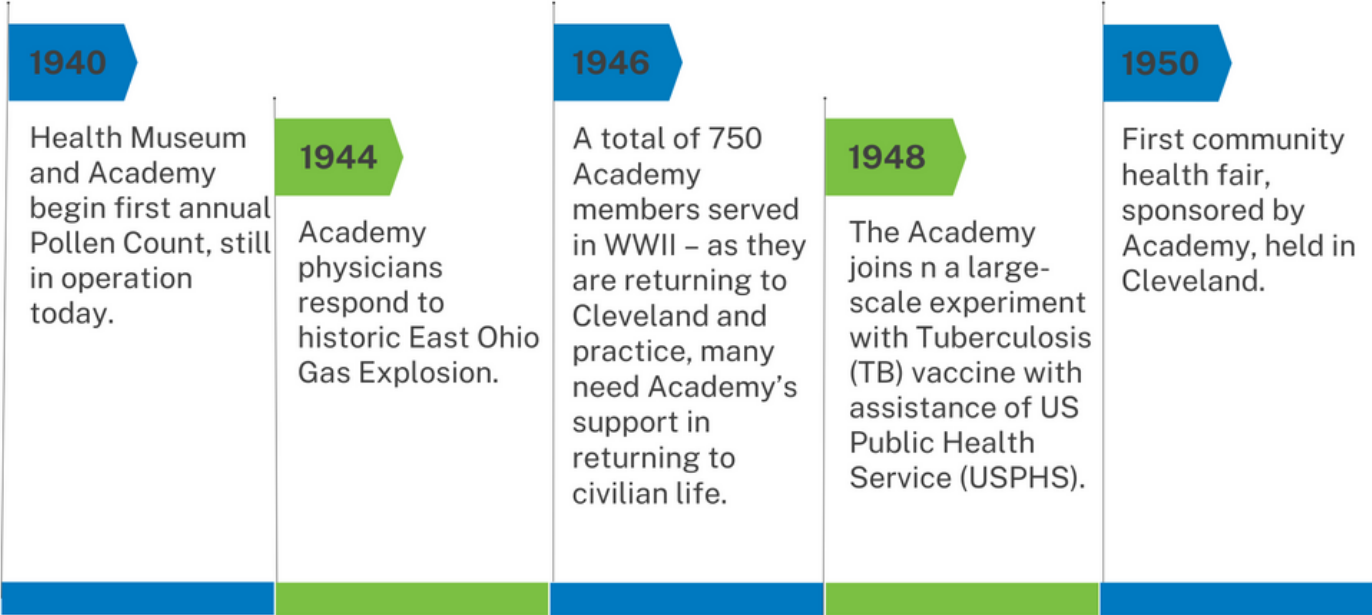 1940
Health Museum
and Academy
begin first annual
Pollen Count, still
in operation
today.
1944
Academy
physicians
respond to
historic East Ohio
Gas Explosion.
1946
A total of 750
Academy
members served
in WWII – as they
are returning to
Cleveland and
practice, many
need Academy’s
support in
returning to
civilian life.
1948
The Academy
joins n a large-
scale experiment
with Tuberculosis
(TB) vaccine with
assistance of US
Public Health
Service (USPHS).
1950
First community
health fair,
sponsored by
Academy, held in
Cleveland.